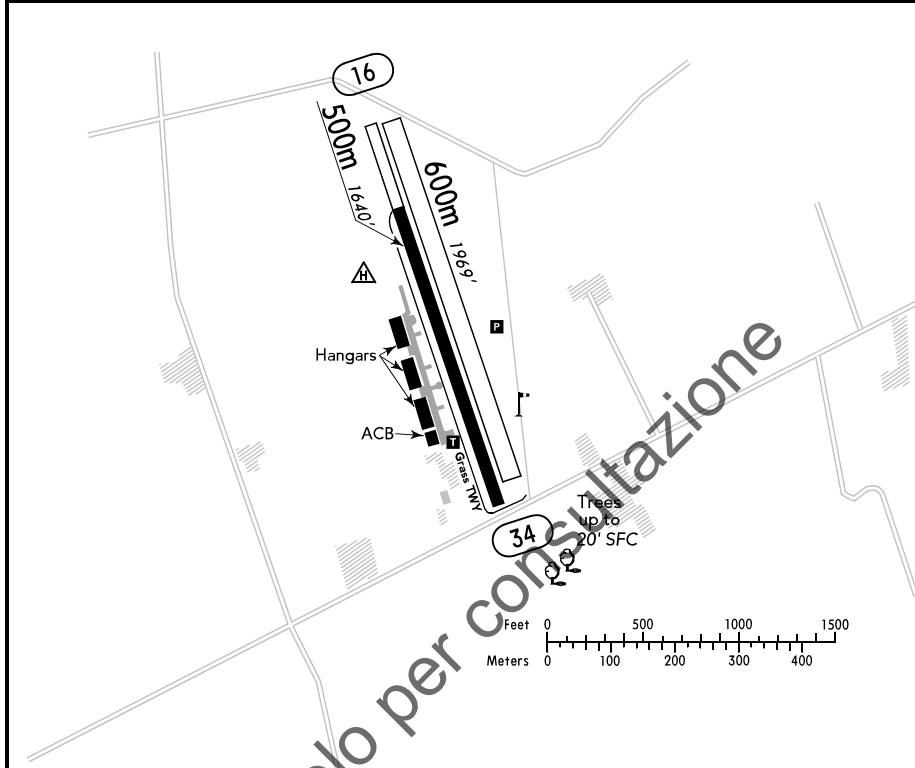 16
500m 1640'
600m 1969'
H
P
Hangars
ACB
T
Grass TWY
34
Trees
up to
20' SFC
Feet 0 500 1000 1500
Meters 0 100 200 300 400
per consultazione